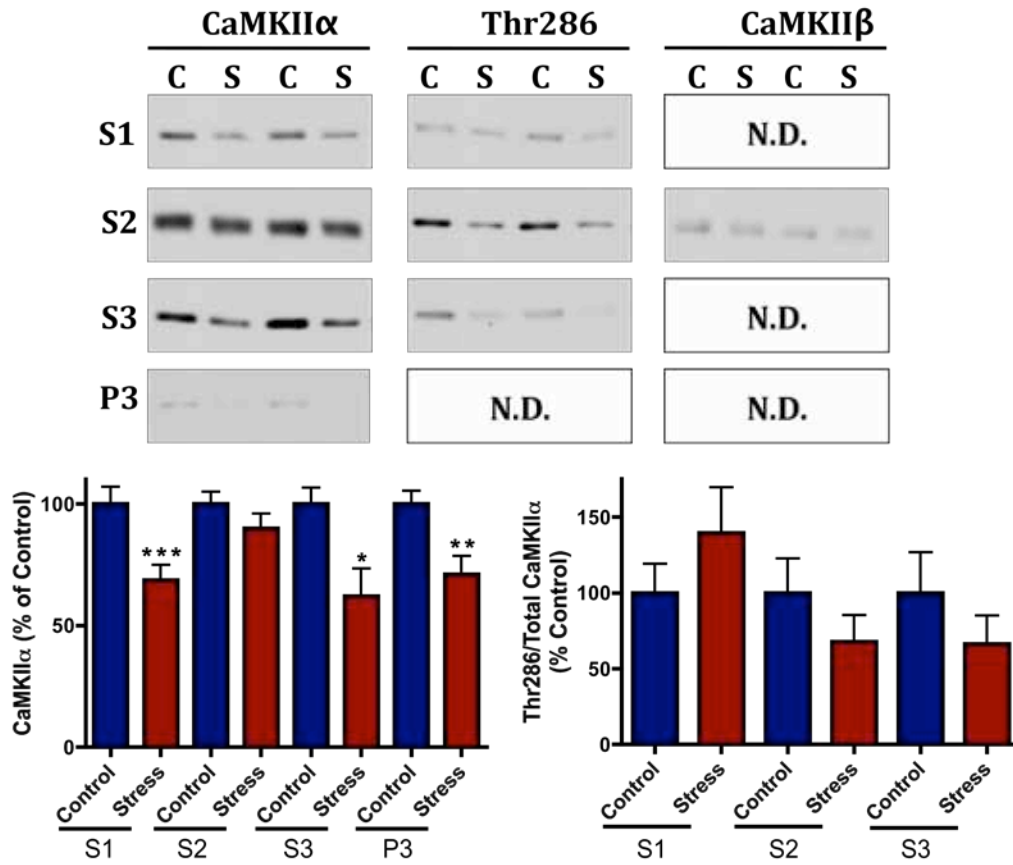 CaMKIIα Thr286 CaMKIIβ
C S C S C S C S C S C S
S1 N.D.
S2
S3 N.D.
P3 N.D. N.D.
CaMKIIα (% of Control)
100
50
0
***
*
**
Control Stress Control Stress Control Stress Control Stress
S1 S2 S3 P3
Thr286/Total CaMKIIα
(% Control)
150
100
50
0
Control Stress Control Stress Control Stress
S1 S2 S3